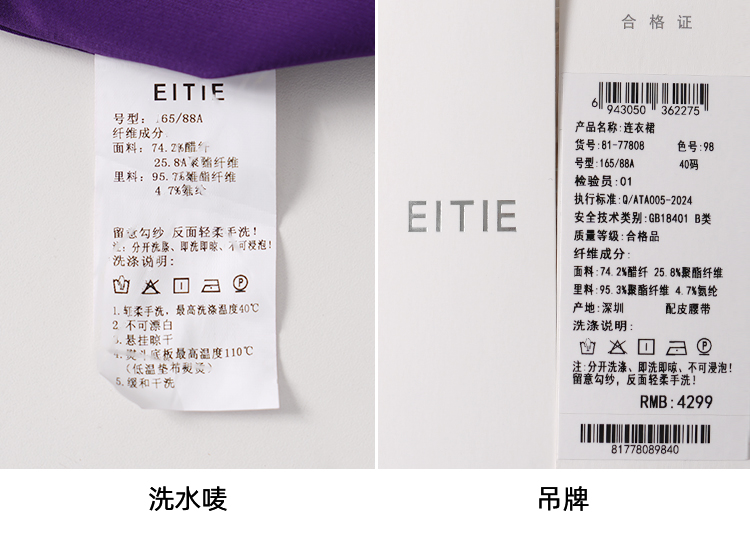 EITIE
号型: 165/88A
纤维成分:
面料: 74.2%醋纤
25.8A聚酯纤维
里料: 95.7%
4.7%氨纶
留意勾纱 反面轻柔手洗!
注: 分开洗涤、即洗即晾、不可浸泡!
洗涤说明:
1.轻柔手洗, 最高洗涤温度40℃
2 不可漂白
3.悬挂晾干
4.熨斗底板最高温度110℃
(低温垫布熨烫)
5.缓和干洗
洗水唛
EITIE
合格证
6 943050 362275
产品名称:连衣裙
货号:81-77808 色号:98
号型:165/88A 40码
检验员:01
执行标准:Q/ATA005-2024
安全技术类别:GB18401 B类
质量等级:合格品
纤维成分:
面料:74.2%醋纤 25.8%聚酯纤维
里料:95.3%聚酯纤维 4.7%氨纶
产地:深圳 配皮腰带
洗涤说明:
注:分开洗涤、即洗即晾、不可浸泡!
留意勾纱, 反面轻柔手洗!
RMB:4299
81778089840
吊牌